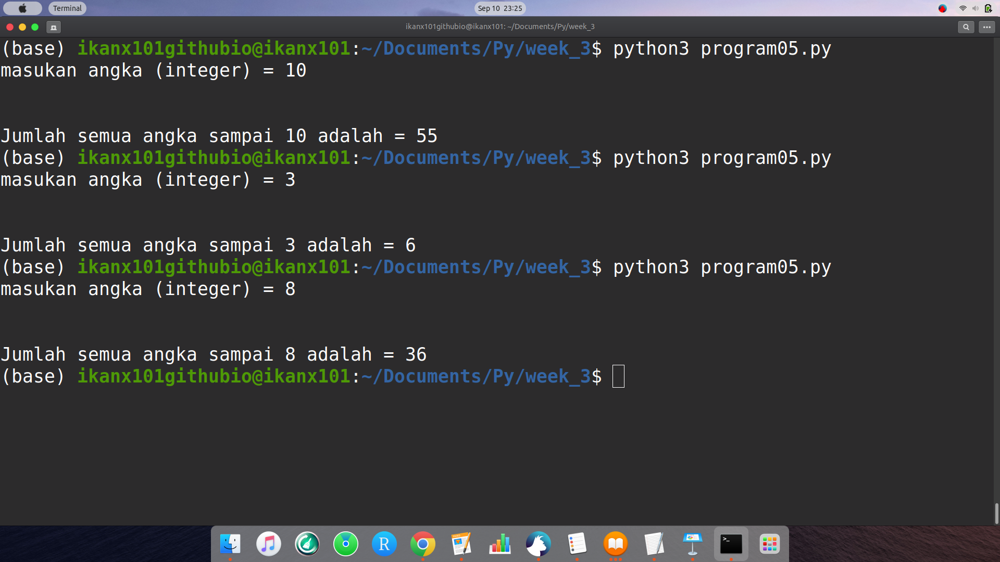 Terminal
Sep 10 23:25
ikanx101githubio@ikanx101: ~/Documents/Py/week_3
(base) ikanx101githubio@ikanx101:~/Documents/Py/week_3$ python3 program05.py
masukan angka (integer) = 10
Jumlah semua angka sampai 10 adalah = 55
(base) ikanx101githubio@ikanx101:~/Documents/Py/week_3$ python3 program05.py
masukan angka (integer) = 3
Jumlah semua angka sampai 3 adalah = 6
(base) ikanx101githubio@ikanx101:~/Documents/Py/week_3$ python3 program05.py
masukan angka (integer) = 8
Jumlah semua angka sampai 8 adalah = 36
(base) ikanx101githubio@ikanx101:~/Documents/Py/week_3$
R
>_